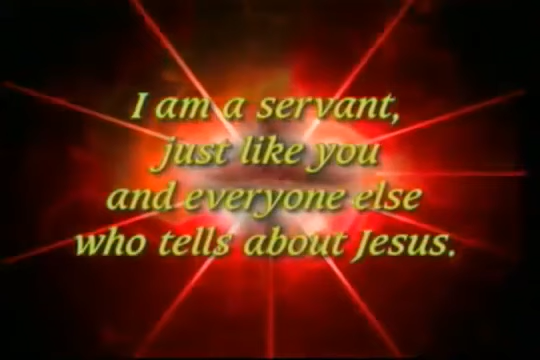 I am a servant,
just like you
and everyone else
who tells about Jesus.